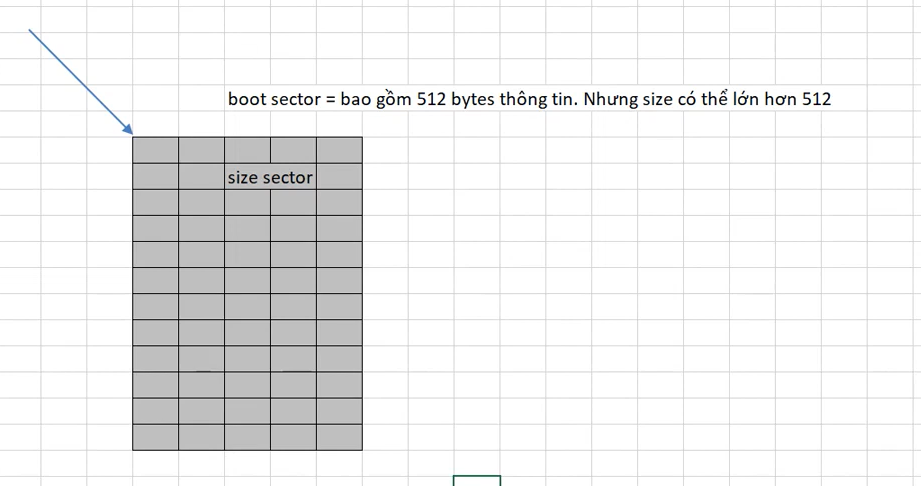 boot sector = bao gồm 512 bytes thông tin. Nhưng size có thể lớn hơn 512
size sector